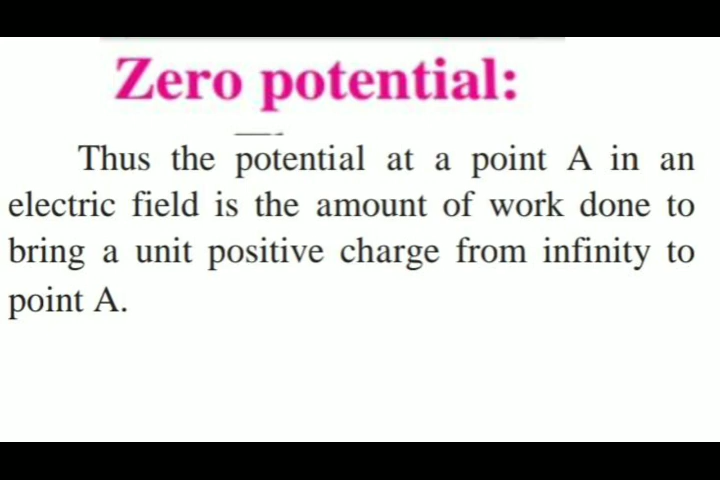 Zero potential:
Thus the potential at a point A in an
electric field is the amount of work done to
bring a unit positive charge from infinity to
point A.